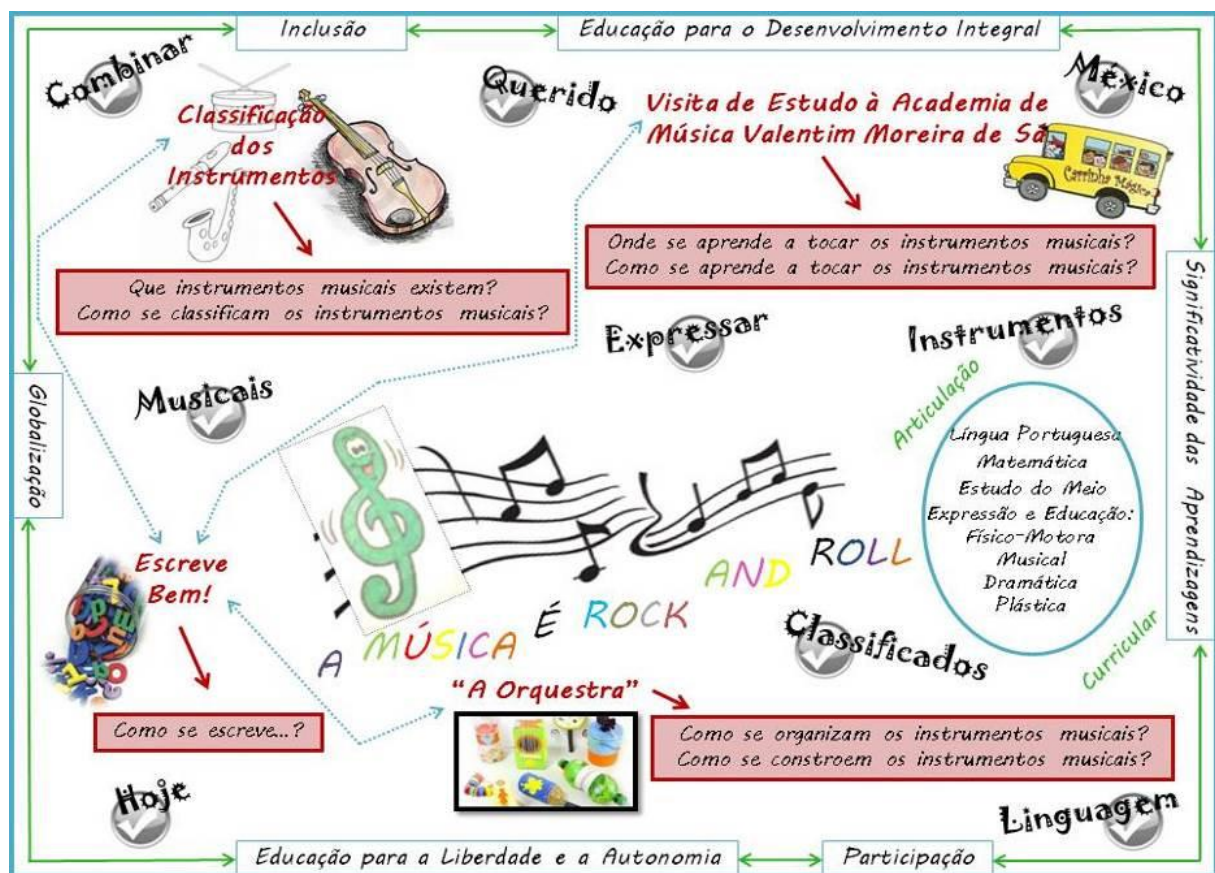 Inclusão
Educação para o Desenvolvimento Integral
Combinar
Querido
México
Classificação
dos
Instrumentos
Visita de Estudo à Academia de
Música Valentim Moreira de Sá
Carrinha Mágica
Que instrumentos musicais existem?
Como se classificam os instrumentos musicais?
Onde se aprende a tocar os instrumentos musicais?
Como se aprende a tocar os instrumentos musicais?
Expressar
Instrumentos
Musicais
Globalização
Significatividade das Aprendizagens
Articulação
Língua Portuguesa
Matemática
Estudo do Meio
Expressão e Educação:
Físico-Motora
Musical
Dramática
Plástica
Curricular
Escreve
Bem!
A MÚSICA É ROCK AND ROLL
Classificados
"A Orquestra"
Como se escreve...?
Como se organizam os instrumentos musicais?
Como se constroem os instrumentos musicais?
Hoje
Linguagem
Educação para a Liberdade e a Autonomia
Participação